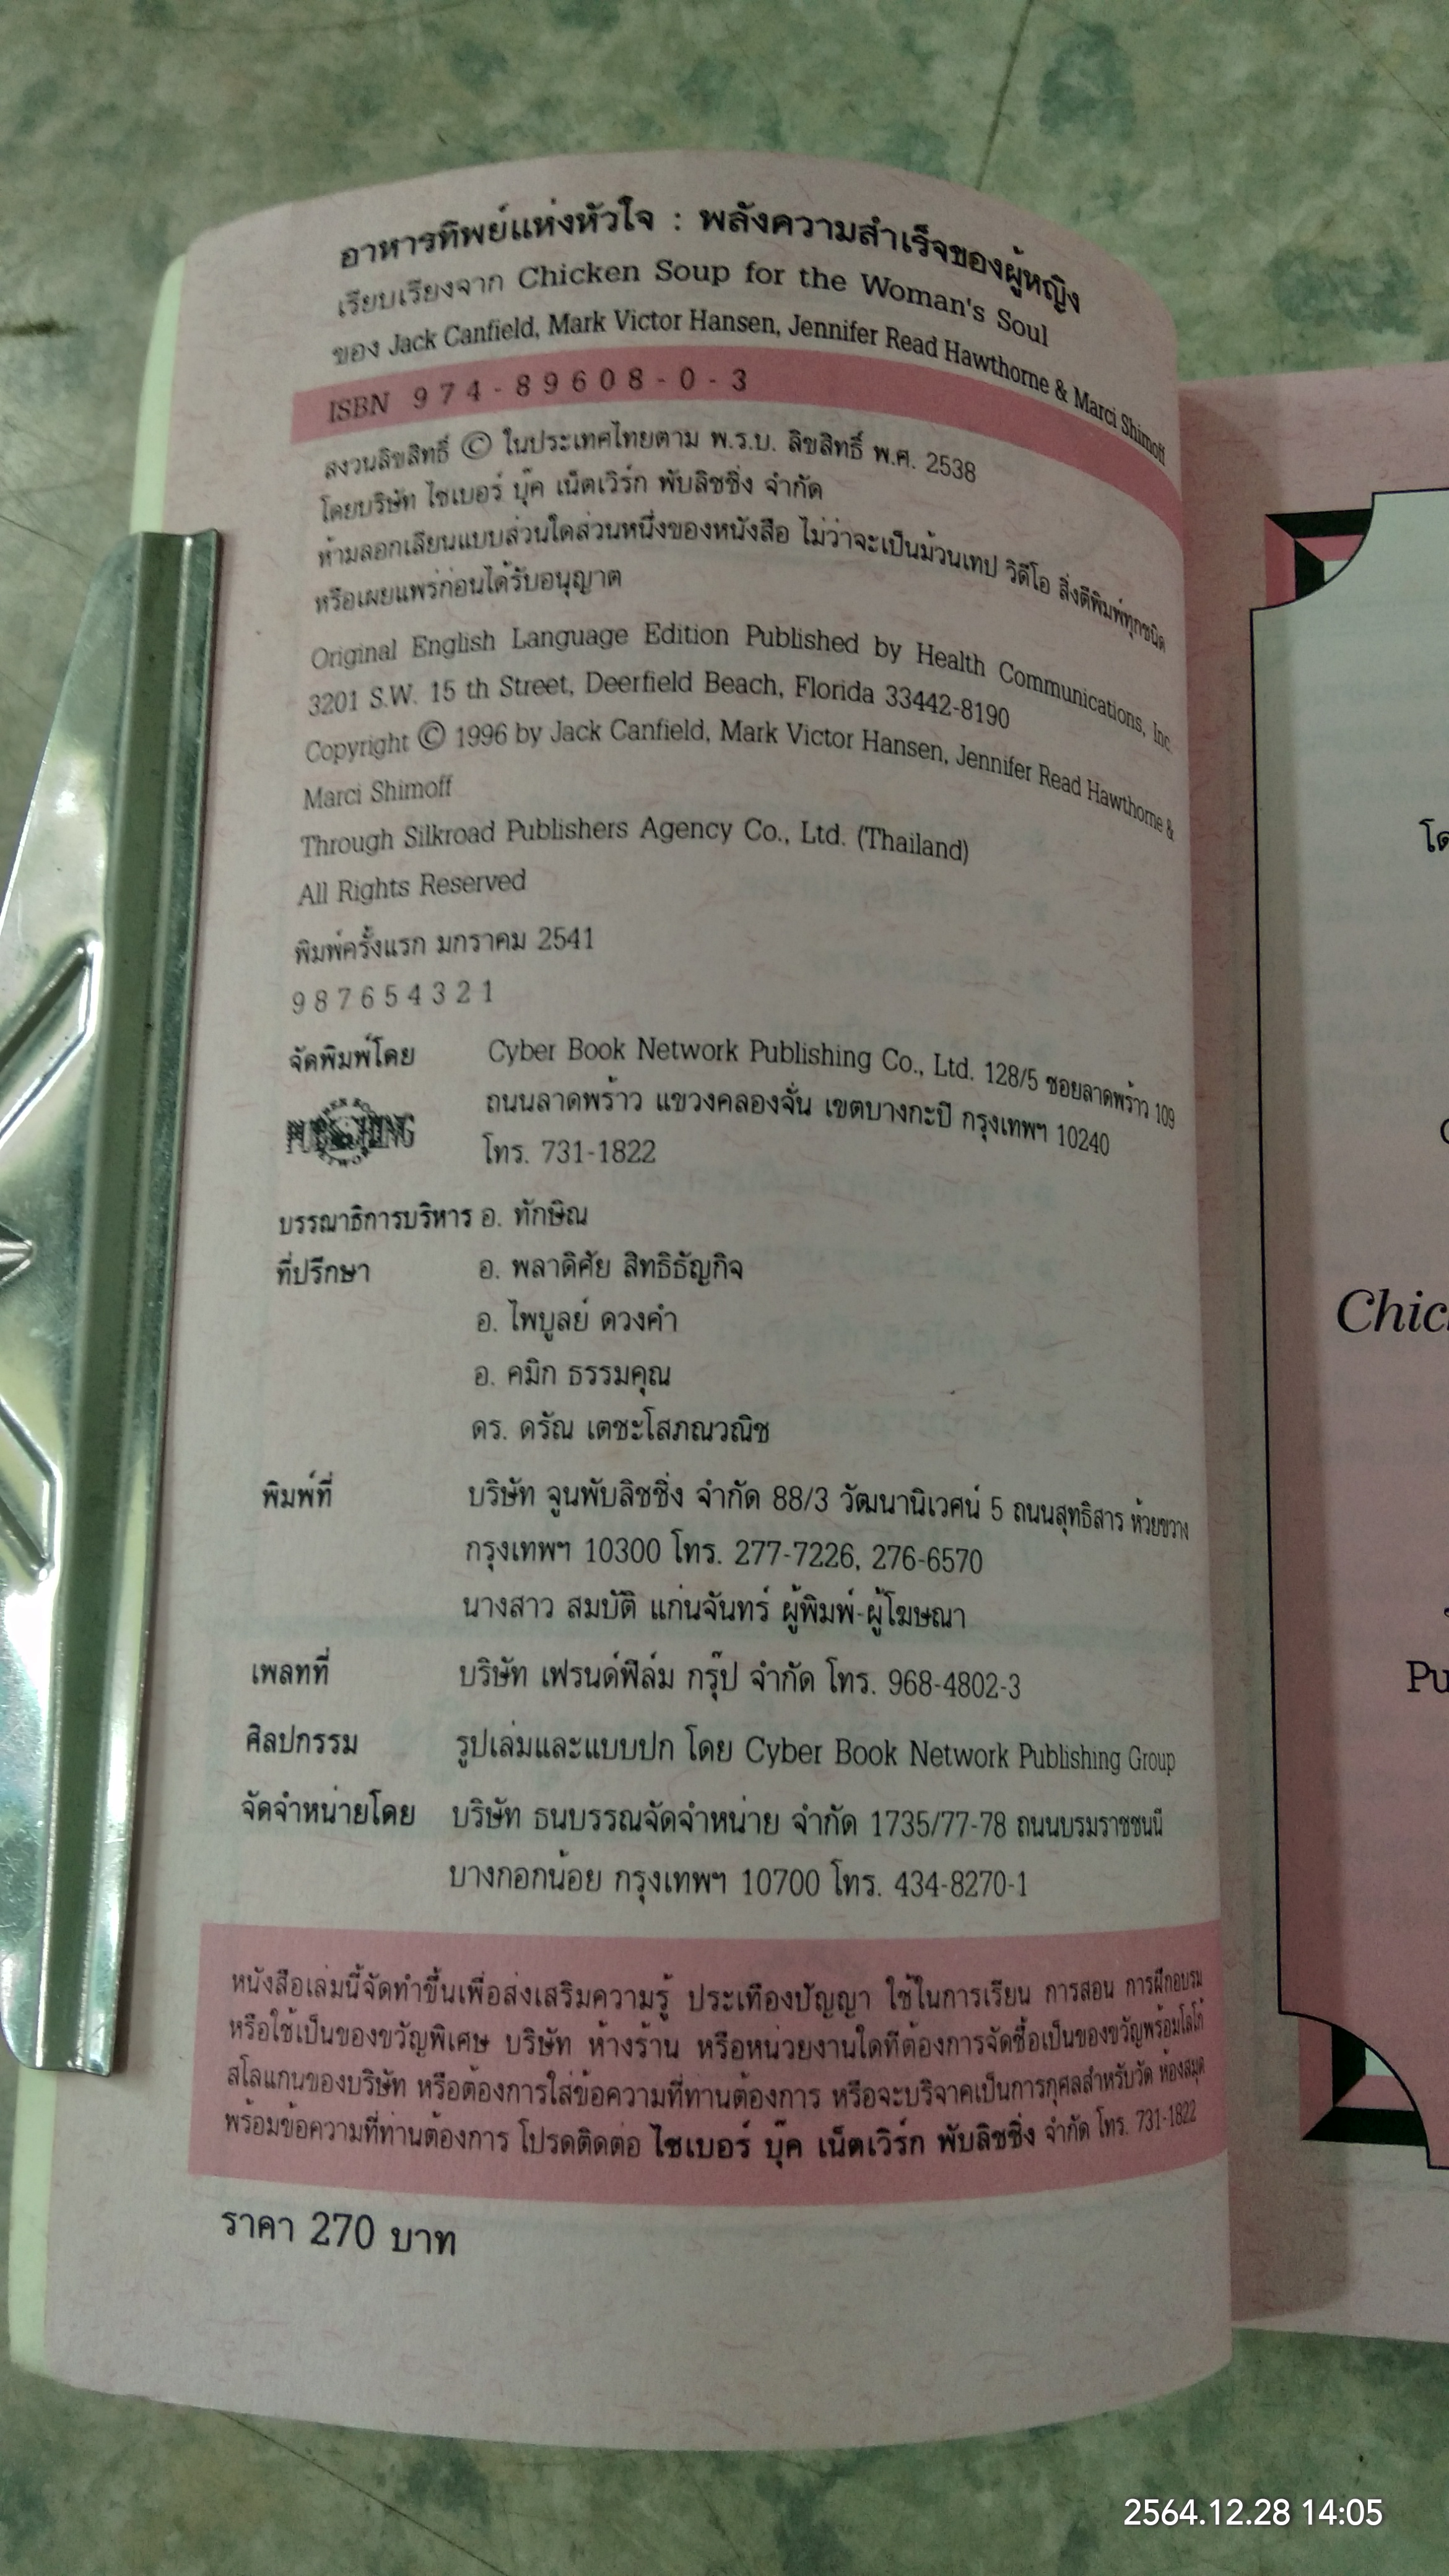 อาหารทิพย์แห่งหัวใจ : พลังความสำเร็จของผู้หญิง
เรียบเรียงจาก Chicken Soup for the Woman's Soul
ของ Jack Canfield, Mark Victor Hansen, Jennifer Read Hawthorne & Marci Shimoff
ISBN 974-89608-0-3
สงวนลิขสิทธิ์ © ในประเทศไทยตาม พ.ร.บ. ลิขสิทธิ์ พ.ศ. 2538
โดยบริษัท ไซเบอร์ บุ๊ค เน็ตเวิร์ก พับลิชชิ่ง จำกัด
ห้ามลอกเลียนแบบส่วนใดส่วนหนึ่งของหนังสือ ไม่ว่าจะเป็นม้วนเทป วิดีโอ สิ่งตีพิมพ์ทุกชนิด
หรือเผยแพร่ก่อนได้รับอนุญาต
Original English Language Edition Published by Health Communications, Inc.
3201 S.W. 15 th Street, Deerfield Beach, Florida 33442-8190
Copyright © 1996 by Jack Canfield, Mark Victor Hansen, Jennifer Read Hawthorne &
Marci Shimoff
Through Silkroad Publishers Agency Co., Ltd. (Thailand)
All Rights Reserved
พิมพ์ครั้งแรก มกราคม 2541
9 8 7 6 5 4 3 2 1
จัดพิมพ์โดย Cyber Book Network Publishing Co., Ltd. 128/5 ซอยลาดพร้าว 109
ถนนลาดพร้าว แขวงคลองจั่น เขตบางกะปิ กรุงเทพฯ 10240
โทร. 731-1822
บรรณาธิการบริหาร อ. ทักษิณ
ที่ปรึกษา อ. พลาดิศัย สิทธิธัญกิจ
อ. ไพบูลย์ ดวงคำ
อ. คมิก ธรรมคุณ
ดร. ดรัณ เตชะโสภณวณิช
พิมพ์ที่ บริษัท จูนพับลิชชิ่ง จำกัด 88/3 วัฒนานิเวศน์ 5 ถนนสุทธิสาร ห้วยขวาง
กรุงเทพฯ 10300 โทร. 277-7226, 276-6570
นางสาว สมบัติ แก่นจันทร์ ผู้พิมพ์-ผู้โฆษณา
เพลทที่ บริษัท เฟรนด์ฟิล์ม กรุ๊ป จำกัด โทร. 968-4802-3
ศิลปกรรม รูปเล่มและแบบปก โดย Cyber Book Network Publishing Group
จัดจำหน่ายโดย บริษัท ธนบรรณจัดจำหน่าย จำกัด 1735/77-78 ถนนบรมราชชนนี
บางกอกน้อย กรุงเทพฯ 10700 โทร. 434-8270-1
หนังสือเล่มนี้จัดทำขึ้นเพื่อส่งเสริมความรู้ ประเทืองปัญญา ใช้ในการเรียน การสอน การฝึกอบรม
หรือใช้เป็นของขวัญพิเศษ บริษัท ห้างร้าน หรือหน่วยงานใดที่ต้องการจัดซื้อเป็นของขวัญพร้อมโลโก้
สโลแกนของบริษัท หรือต้องการใส่ข้อความที่ท่านต้องการ หรือจะบริจาคเป็นการกุศลสำหรับวัด ห้องสมุด
พร้อมข้อความที่ท่านต้องการ โปรดติดต่อ ไซเบอร์ บุ๊ค เน็ตเวิร์ก พับลิชชิ่ง จำกัด โทร. 731-1822
ราคา 270 บาท
Chic
Pu
2564.12.28 14:05